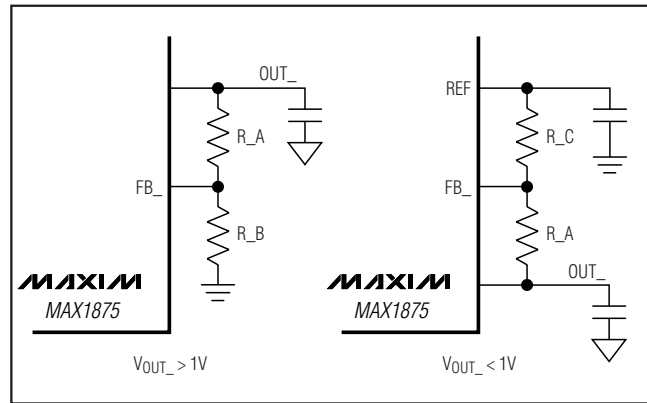 OUT_
R_A
FB_
R_B
MAXIM
MAX1875
VOUT_ > 1V
REF
R_C
FB_
R_A
OUT_
MAXIM
MAX1875
VOUT_ < 1V